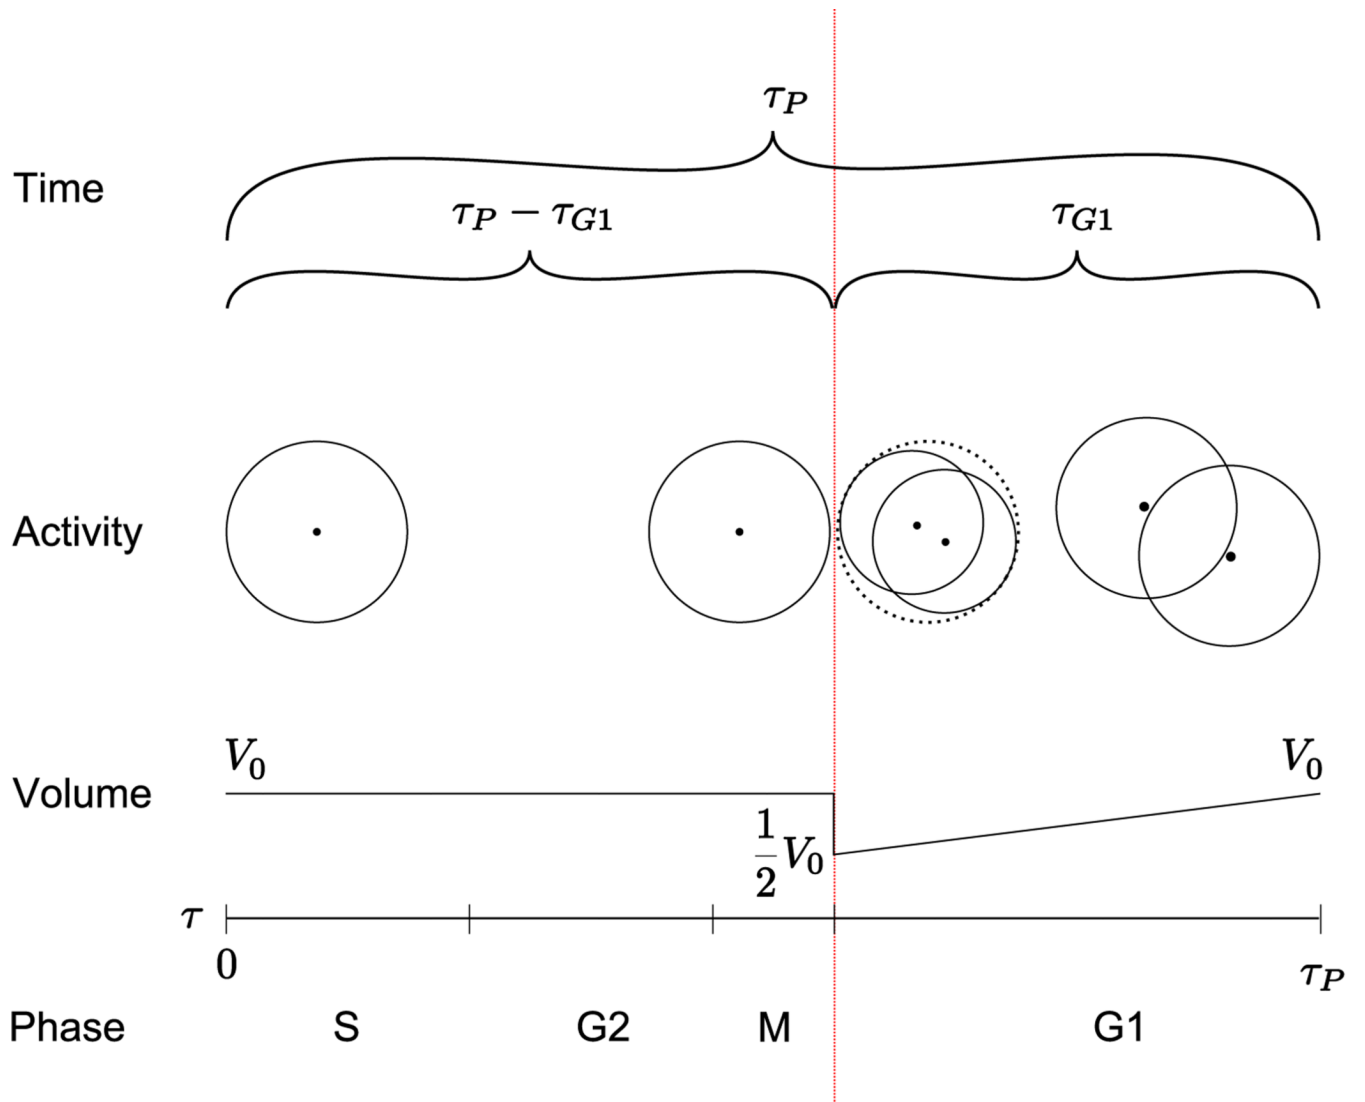 τ_P
Time
τ_P − τ_G1
τ_G1
Activity
V_0
V_0
Volume
1/2 V_0
τ
0
τ_P
Phase S G2 M G1